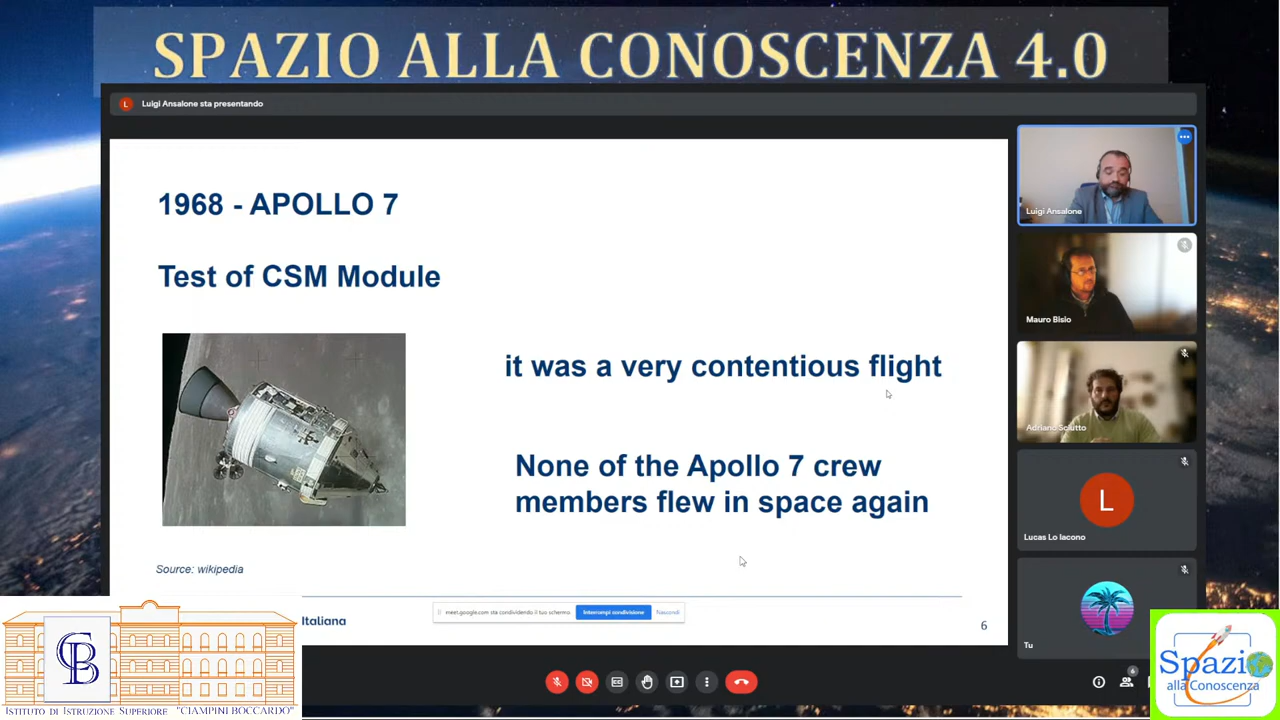 SPAZIO ALLA CONOSCENZA 4.0
L
Luigi Ansalone sta presentando
1968 - APOLLO 7
Test of CSM Module
it was a very contentious flight
None of the Apollo 7 crew
members flew in space again
Source: wikipedia
Italiana
meet.google.com sta condividendo il tuo schermo
Interrompi condivisione
Nascondi
6
Luigi Ansalone
Mauro Bisio
Adriano Sciutto
L
Lucas Lo Iacono
Tu
6
CB
ISTITUTO DI ISTRUZIONE SUPERIORE "CIAMPINI BOCCARDO"
Spazio
alla Conoscenza